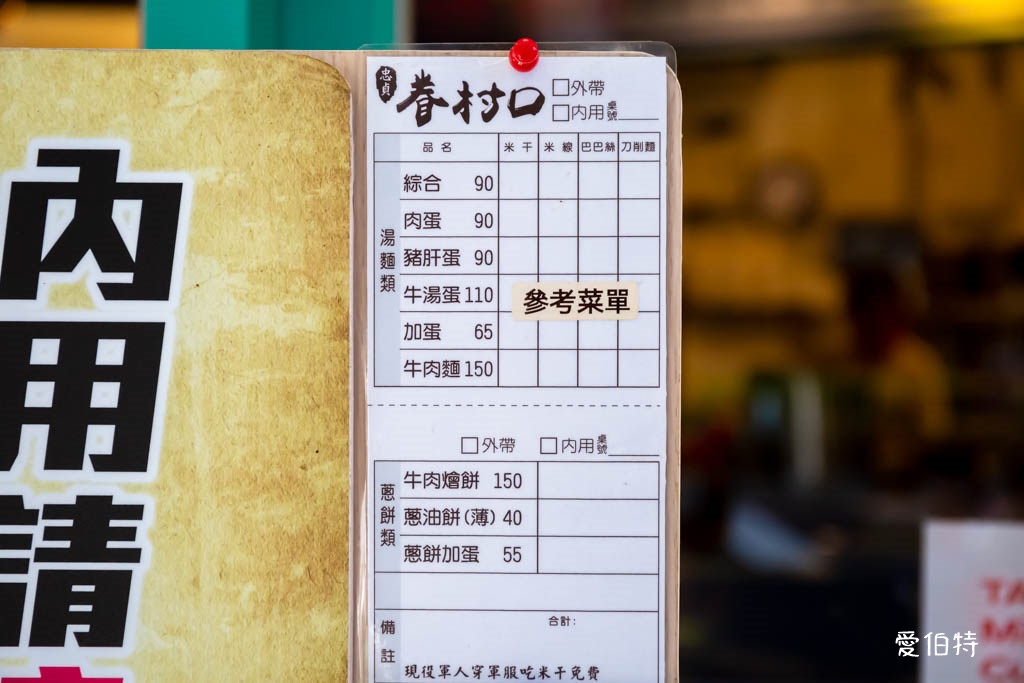 內用請
忠貞
眷村口
□外帶
□內用 桌號
品名 米干 米線 巴巴絲 刀削麵
湯麵類
綜合 90
肉蛋 90
豬肝蛋 90
牛湯蛋 110
加蛋 65
牛肉麵 150
參考菜單
□外帶 □內用 桌號
蔥餅類
牛肉燴餅 150
蔥油餅(薄) 40
蔥餅加蛋 55
備註
合計:
現役軍人穿軍服吃米干免費
愛伯特